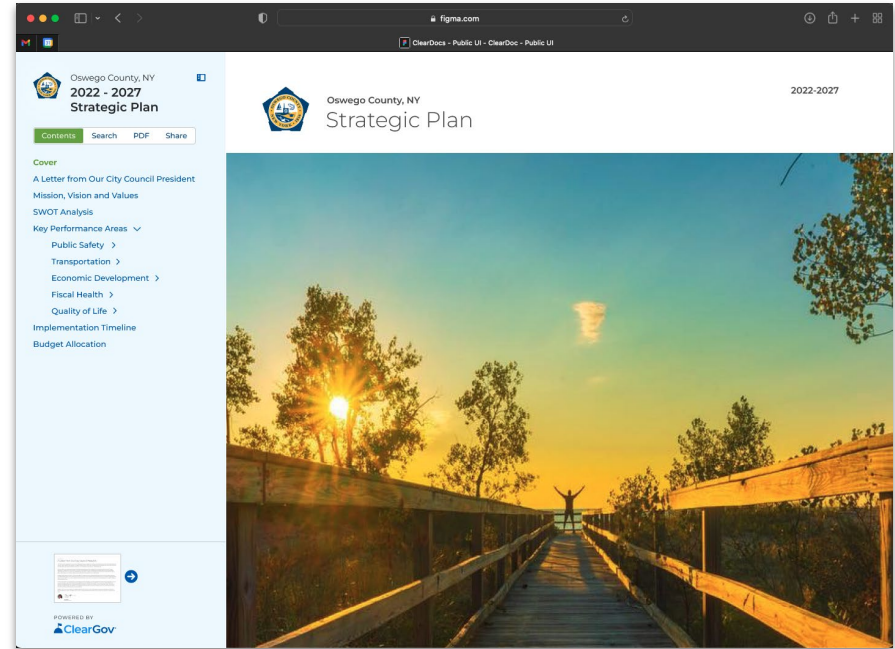 figma.com
ClearDocs - Public UI - ClearDoc - Public UI
Oswego County, NY
2022 - 2027
Strategic Plan
Contents Search PDF Share
Cover
A Letter from Our City Council President
Mission, Vision and Values
SWOT Analysis
Key Performance Areas
Public Safety
Transportation
Economic Development
Fiscal Health
Quality of Life
Implementation Timeline
Budget Allocation
POWERED BY
ClearGov
Oswego County, NY
Strategic Plan
2022-2027